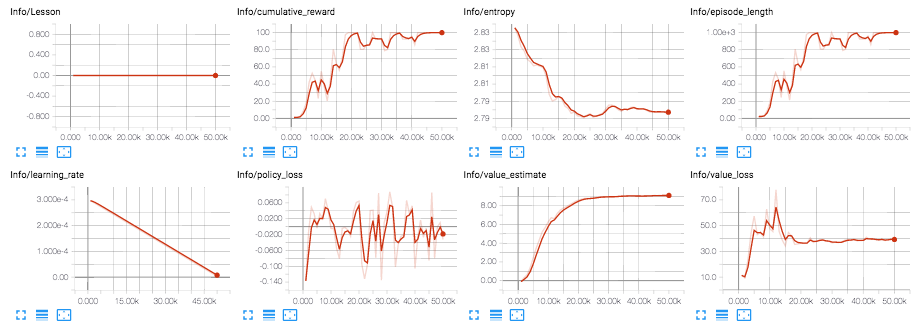 Info/Lesson
0.800
0.400
0.00
-0.400
-0.800
0.000 10.00k 20.00k 30.00k 40.00k 50.00k
Info/cumulative_reward
100
80.0
60.0
40.0
20.0
0.00
0.000 10.00k 20.00k 30.00k 40.00k 50.00k
Info/entropy
2.83
2.83
2.81
2.81
2.79
2.79
0.000 10.00k 20.00k 30.00k 40.00k 50.00k
Info/episode_length
1.00e+3
800
600
400
200
0.00
0.000 10.00k 20.00k 30.00k 40.00k 50.00k
Info/learning_rate
3.000e-4
2.000e-4
1.000e-4
0.00
0.000 15.00k 30.00k 45.00k
Info/policy_loss
0.0600
0.0200
-0.0200
-0.0600
-0.100
-0.140
0.000 10.00k 20.00k 30.00k 40.00k 50.00k
Info/value_estimate
8.00
6.00
4.00
2.00
0.00
0.000 10.00k 20.00k 30.00k 40.00k 50.00k
Info/value_loss
70.0
50.0
30.0
10.0
0.000 10.00k 20.00k 30.00k 40.00k 50.00k